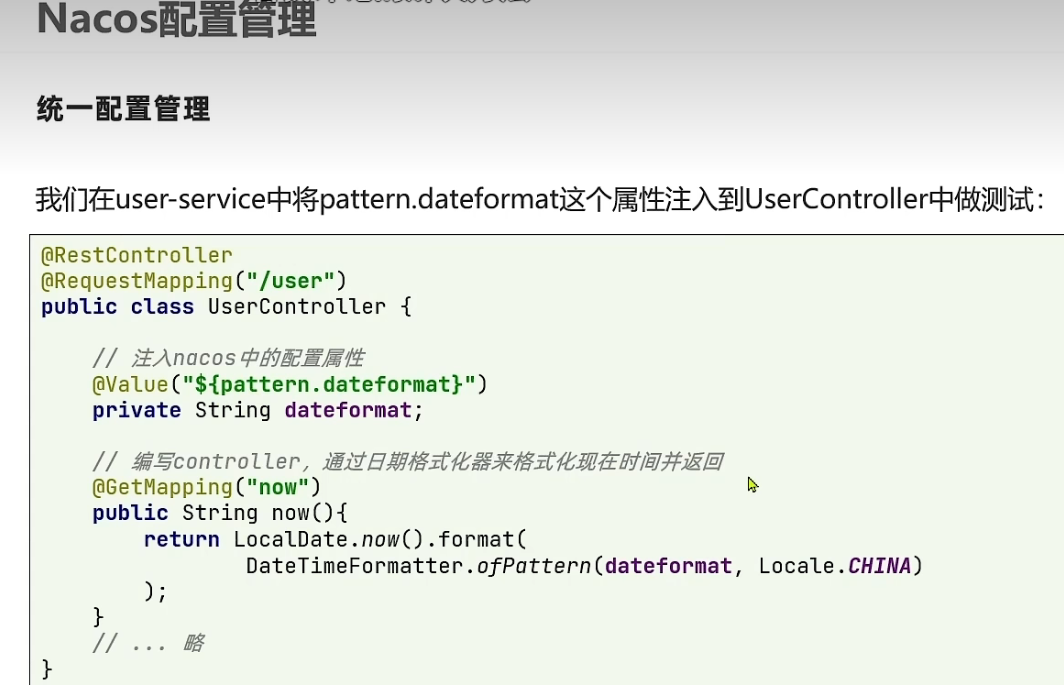 Nacos配置管理
统一配置管理
我们在user-service中将pattern.dateformat这个属性注入到UserController中做测试：
@RestController
@RequestMapping("/user")
public class UserController {
// 注入nacos中的配置属性
@Value("${pattern.dateformat}")
private String dateformat;
// 编写controller，通过日期格式化器来格式化现在时间并返回
@GetMapping("now")
public String now(){
return LocalDate.now().format(
DateTimeFormatter.ofPattern(dateformat, Locale.CHINA)
);
}
// ... 略
}